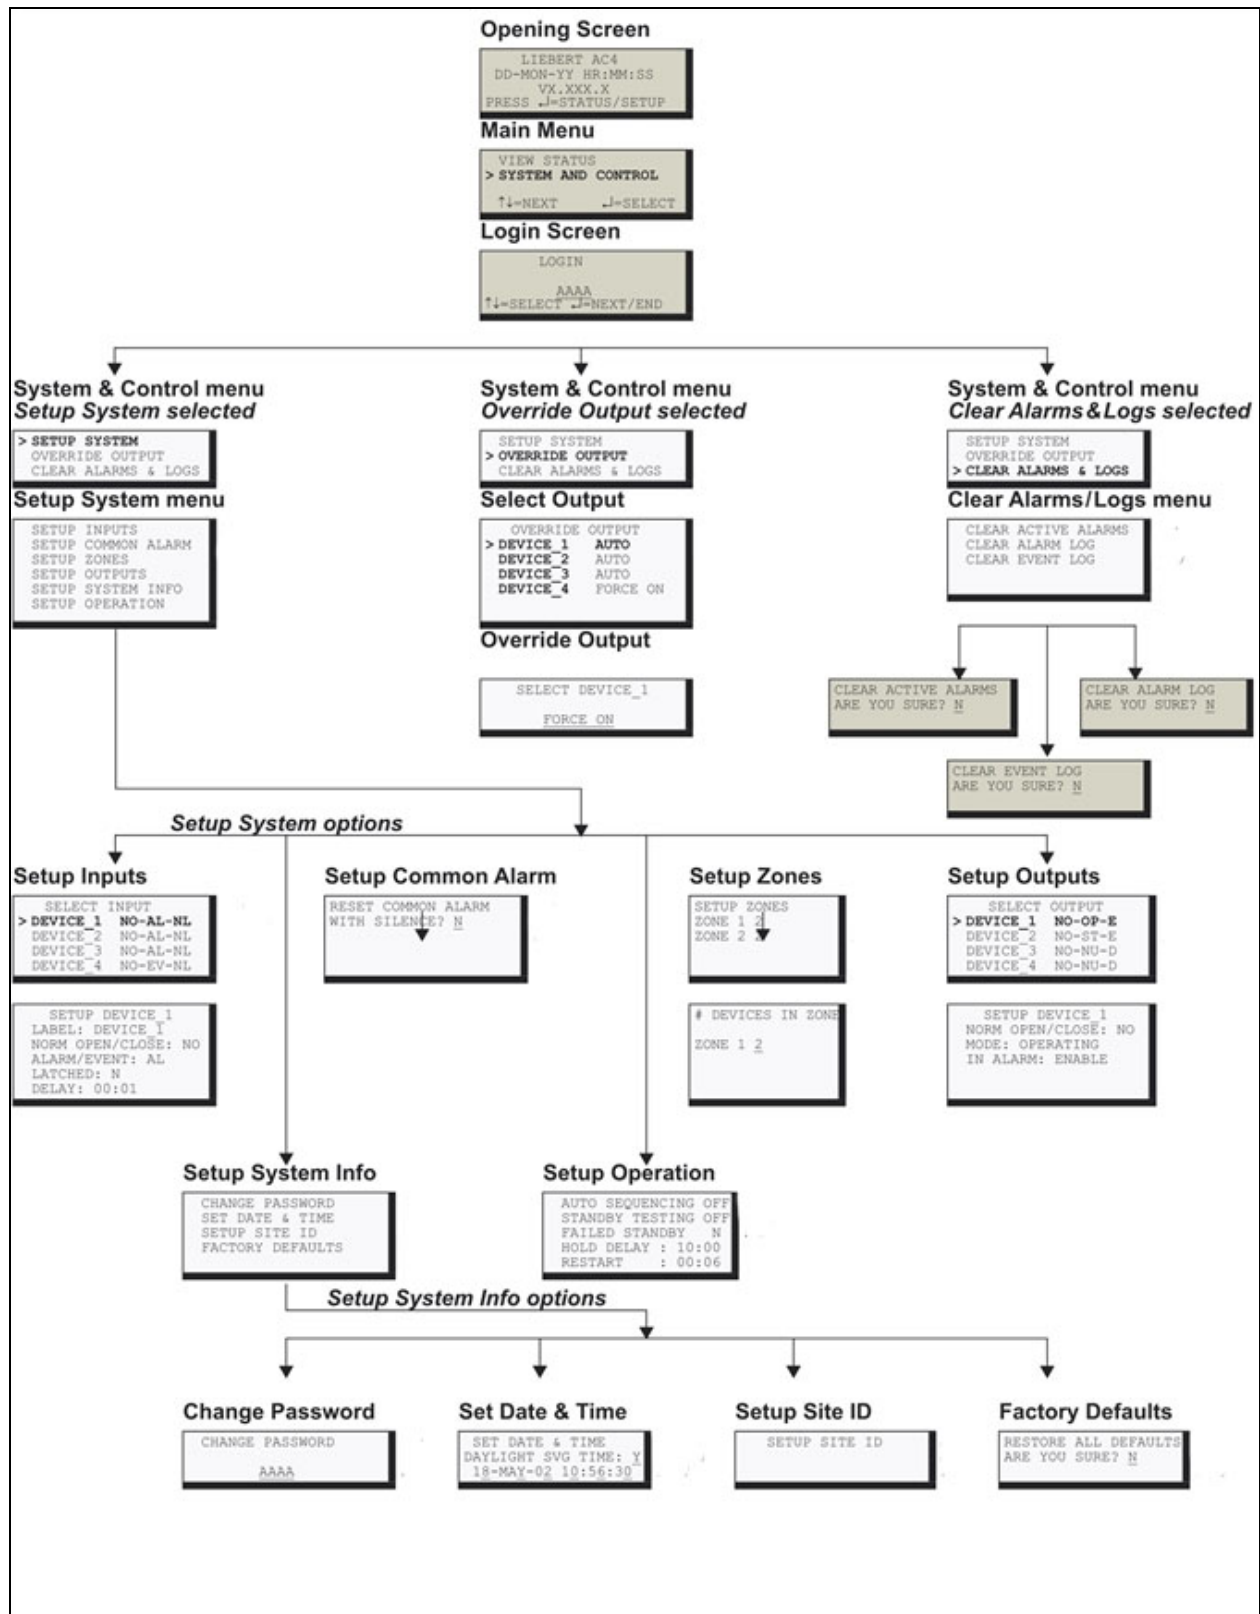 Opening Screen
LIEBERT AC4
DD-MON-YY HR:MM:SS
VX.XXX.X
PRESS ↵=STATUS/SETUP
Main Menu
VIEW STATUS
> SYSTEM AND CONTROL
↑↓=NEXT ↵=SELECT
Login Screen
LOGIN
AAAA
↑↓=SELECT ↵=NEXT/END
System & Control menu
Setup System selected
> SETUP SYSTEM
OVERRIDE OUTPUT
CLEAR ALARMS & LOGS
Setup System menu
SETUP INPUTS
SETUP COMMON ALARM
SETUP ZONES
SETUP OUTPUTS
SETUP SYSTEM INFO
SETUP OPERATION
System & Control menu
Override Output selected
SETUP SYSTEM
> OVERRIDE OUTPUT
CLEAR ALARMS & LOGS
Select Output
OVERRIDE OUTPUT
> DEVICE_1 AUTO
DEVICE_2 AUTO
DEVICE_3 AUTO
DEVICE_4 FORCE ON
Override Output
SELECT DEVICE_1
FORCE ON
System & Control menu
Clear Alarms & Logs selected
SETUP SYSTEM
OVERRIDE OUTPUT
> CLEAR ALARMS & LOGS
Clear Alarms/Logs menu
CLEAR ACTIVE ALARMS
CLEAR ALARM LOG
CLEAR EVENT LOG
CLEAR ACTIVE ALARMS
ARE YOU SURE? N
CLEAR ALARM LOG
ARE YOU SURE? N
CLEAR EVENT LOG
ARE YOU SURE? N
Setup System options
Setup Inputs
SELECT INPUT
> DEVICE_1 NO-AL-NL
DEVICE_2 NO-AL-NL
DEVICE_3 NO-AL-NL
DEVICE_4 NO-EV-NL
SETUP DEVICE_1
LABEL: DEVICE_1
NORM OPEN/CLOSE: NO
ALARM/EVENT: AL
LATCHED: N
DELAY: 00:01
Setup Common Alarm
RESET COMMON ALARM
WITH SILENCE? N
Setup Zones
SETUP ZONES
ZONE 1 2
ZONE 2 2
# DEVICES IN ZONE
ZONE 1 2
Setup Outputs
SELECT OUTPUT
> DEVICE_1 NO-OP-E
DEVICE_2 NO-ST-E
DEVICE_3 NO-NU-D
DEVICE_4 NO-NU-D
SETUP DEVICE_1
NORM OPEN/CLOSE: NO
MODE: OPERATING
IN ALARM: ENABLE
Setup System Info
CHANGE PASSWORD
SET DATE & TIME
SETUP SITE ID
FACTORY DEFAULTS
Setup Operation
AUTO SEQUENCING OFF
STANDBY TESTING OFF
FAILED STANDBY N
HOLD DELAY : 10:00
RESTART : 00:06
Setup System Info options
Change Password
CHANGE PASSWORD
AAAA
Set Date & Time
SET DATE & TIME
DAYLIGHT SVG TIME: Y
18-MAY-02 10:56:30
Setup Site ID
SETUP SITE ID
Factory Defaults
RESTORE ALL DEFAULTS
ARE YOU SURE? N